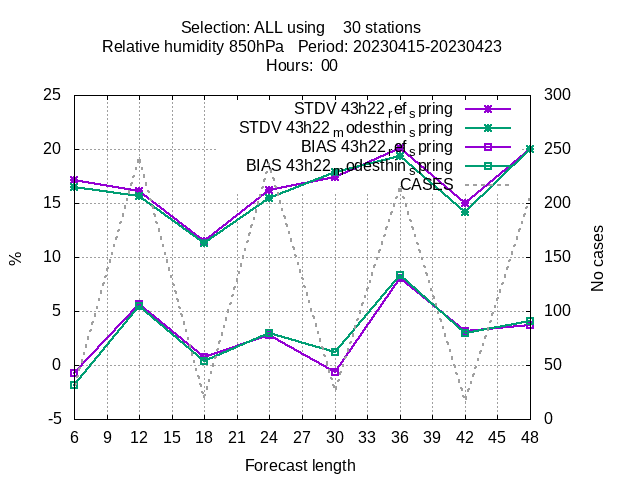 Selection: ALL using 30 stations
Relative humidity 850hPa Period: 20230415-20230423
Hours: 00
25 300
STDV 43h22_ref_spring
STDV 43h22_modesthin_spring
20 250
BIAS 43h22_ref_spring
BIAS 43h22_modesthin_spring
CASES
15 200
10 150
5 100
0 50
-5 0
%
No cases
6 9 12 15 18 21 24 27 30 33 36 39 42 45 48
Forecast length